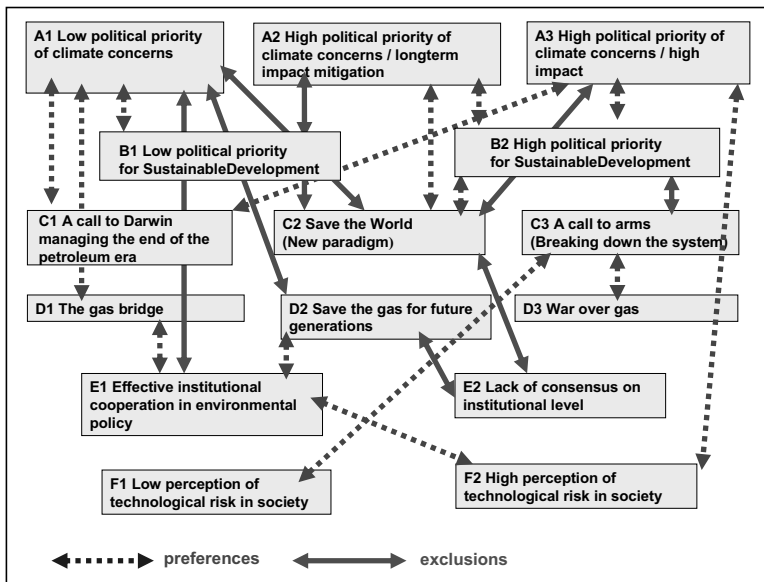 A1 Low political priority
of climate concerns
A2 High political priority of
climate concerns / longterm
impact mitigation
A3 High political priority of
climate concerns / high
impact
B1 Low political priority
for SustainableDevelopment
B2 High political priority
for SustainableDevelopment
C1 A call to Darwin
managing the end of the
petroleum era
C2 Save the World
(New paradigm)
C3 A call to arms
(Breaking down the system)
D1 The gas bridge
D2 Save the gas for future
generations
D3 War over gas
E1 Effective institutional
cooperation in environmental
policy
E2 Lack of consensus on
institutional level
F1 Low perception of
technological risk in society
F2 High perception of
technological risk in society
preferences
exclusions